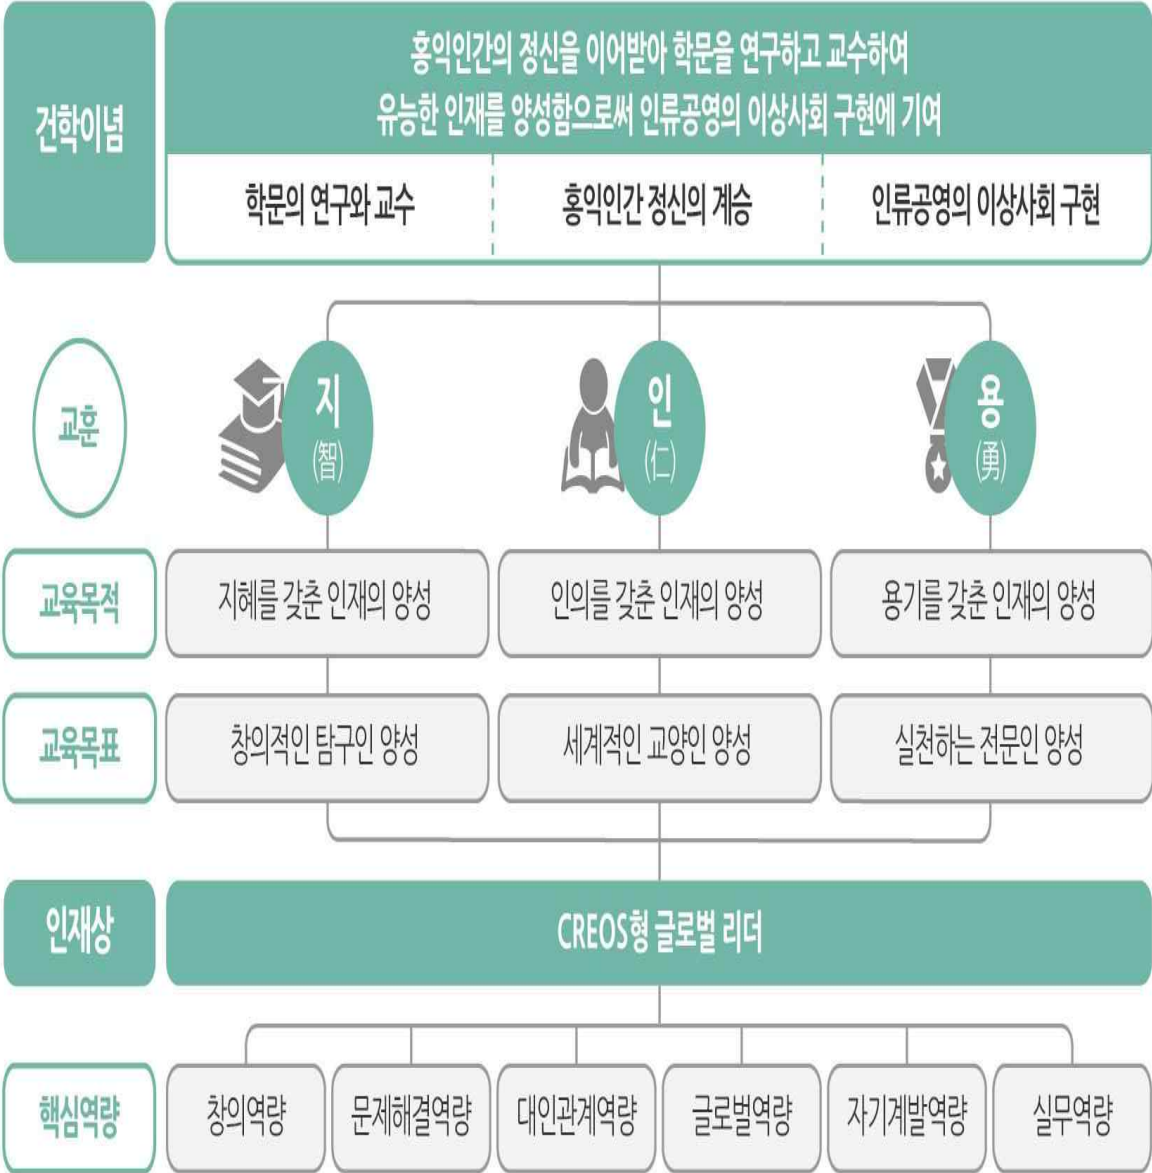 건학이념
홍익인간의 정신을 이어받아 학문을 연구하고 교수하여
유능한 인재를 양성함으로써 인류공영의 이상사회 구현에 기여
학문의 연구와 교수
홍익인간 정신의 계승
인류공영의 이상사회 구현
교훈
지
(智)
인
(仁)
용
(勇)
교육목적
지혜를 갖춘 인재의 양성
인의를 갖춘 인재의 양성
용기를 갖춘 인재의 양성
교육목표
창의적인 탐구인 양성
세계적인 교양인 양성
실천하는 전문인 양성
인재상
CREOS형 글로벌 리더
핵심역량
창의역량
문제해결역량
대인관계역량
글로벌역량
자기계발역량
실무역량